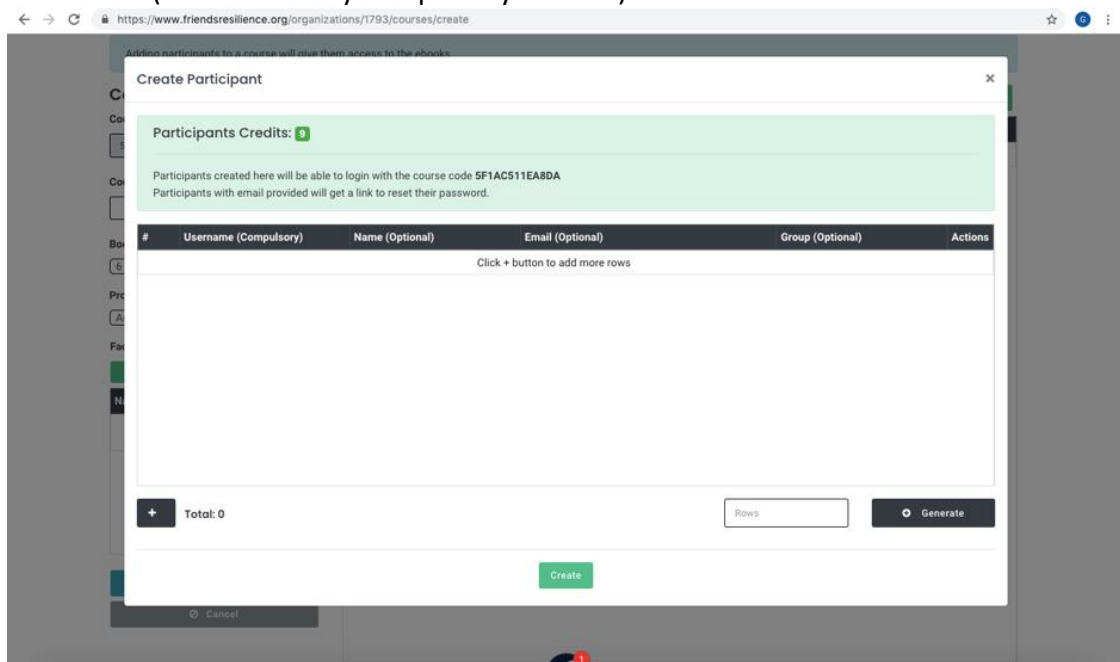 https://www.friendsresilience.org/organizations/1793/courses/create
G
Adding participants to a course will give them access to the ebooks
Create Participant ×
Participants Credits: 9
Participants created here will be able to login with the course code 5F1AC511EA8DA
Participants with email provided will get a link to reset their password.
# Username (Compulsory) Name (Optional) Email (Optional) Group (Optional) Actions
Click + button to add more rows
+ Total: 0 Rows Generate
Create
Cancel
1